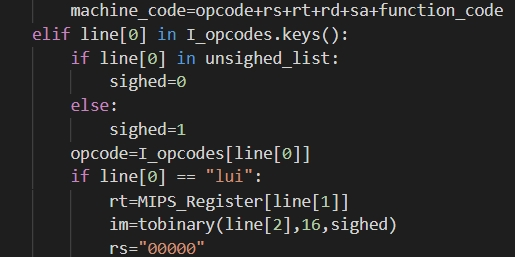 machine_code=opcode+rs+rt+rd+sa+function_code
elif line[0] in I_opcodes.keys():
if line[0] in unsighed_list:
sighed=0
else:
sighed=1
opcode=I_opcodes[line[0]]
if line[0] == "lui":
rt=MIPS_Register[line[1]]
im=tobinary(line[2],16,sighed)
rs="00000"